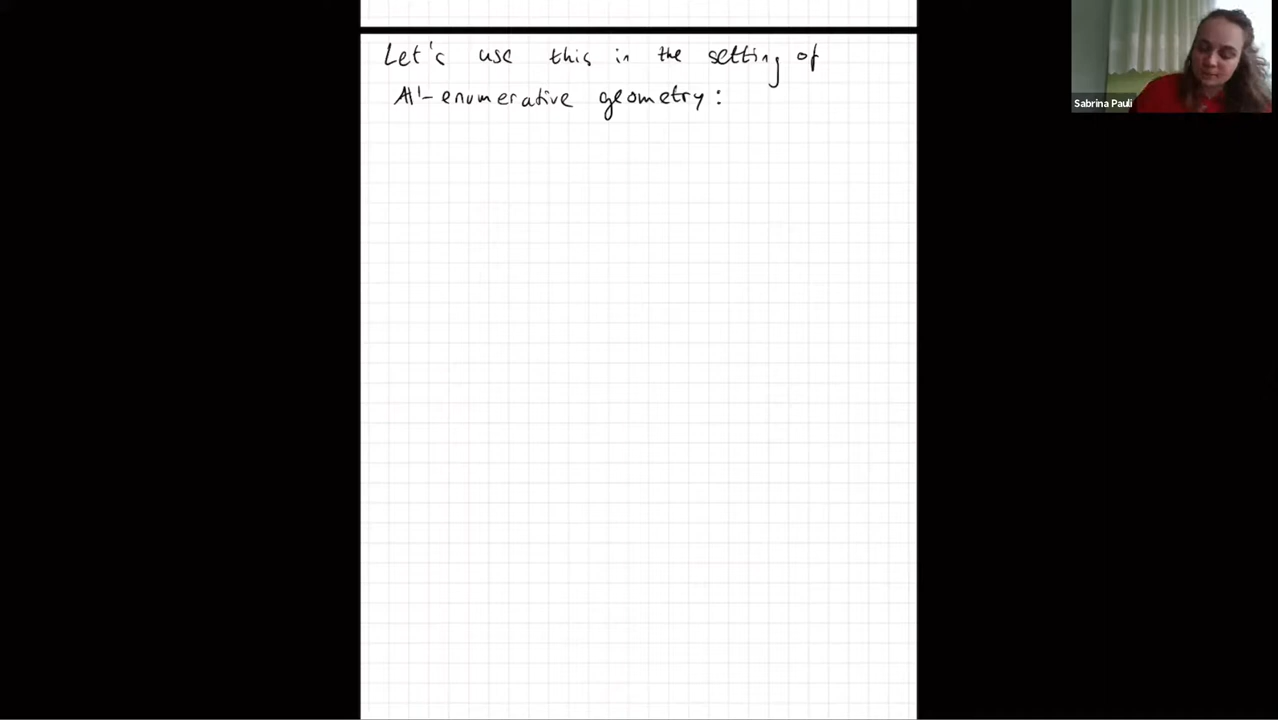 Let's use this in the setting of
A¹-enumerative geometry:
Sabrina Pauli